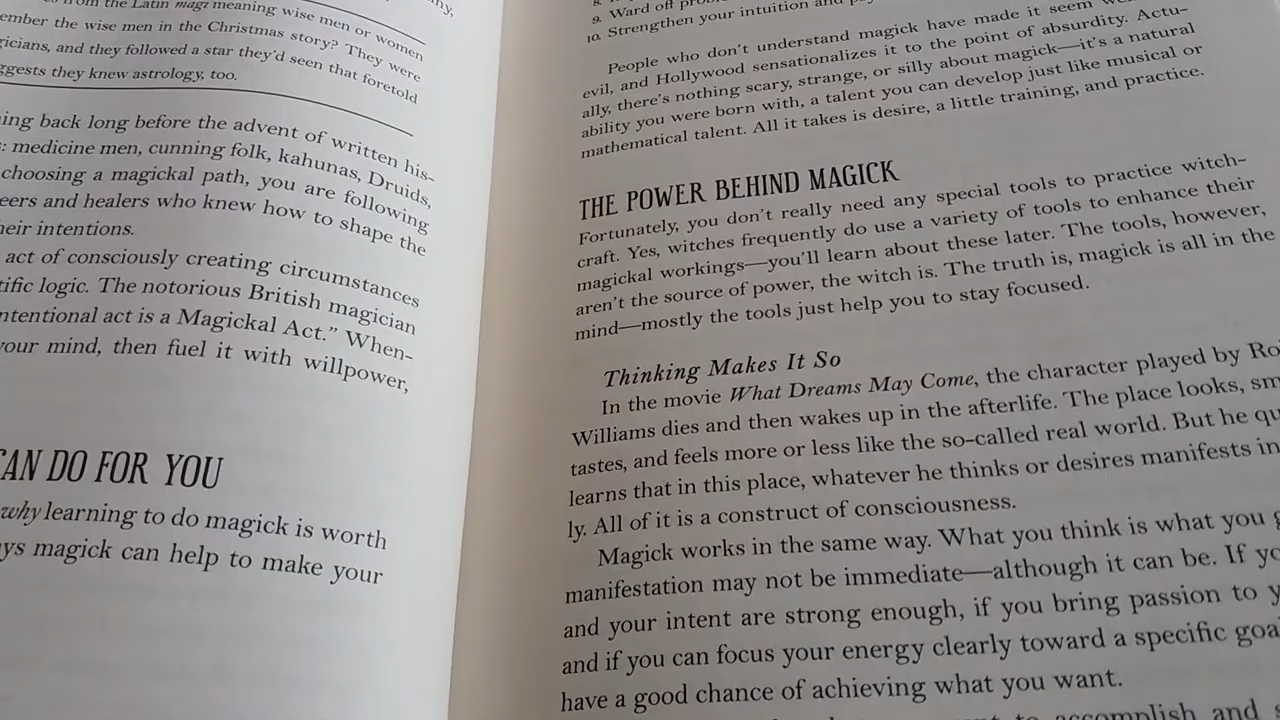 from the Latin magi meaning wise men or women
ember the wise men in the Christmas story? They were
gicians, and they followed a star they'd seen that foretold
ggests they knew astrology, too.
ing back long before the advent of written his-
: medicine men, cunning folk, kahunas, Druids,
choosing a magickal path, you are following
eers and healers who knew how to shape the
heir intentions.
act of consciously creating circumstances
tific logic. The notorious British magician
ntentional act is a Magickal Act.” When-
your mind, then fuel it with willpower,
CAN DO FOR YOU
why learning to do magick is worth
ys magick can help to make your
9. Ward off
10. Strengthen your intuition and
People who don't understand magick have made it seem
evil, and Hollywood sensationalizes it to the point of absurdity. Actu-
ally, there's nothing scary, strange, or silly about magick—it's a natural
ability you were born with, a talent you can develop just like musical or
mathematical talent. All it takes is desire, a little training, and practice.
THE POWER BEHIND MAGICK
Fortunately, you don't really need any special tools to practice witch-
craft. Yes, witches frequently do use a variety of tools to enhance their
magickal workings—you'll learn about these later. The tools, however,
aren't the source of power, the witch is. The truth is, magick is all in the
mind—mostly the tools just help you to stay focused.
Thinking Makes It So
In the movie What Dreams May Come, the character played by Ro
Williams dies and then wakes up in the afterlife. The place looks, sm
tastes, and feels more or less like the so-called real world. But he qu
learns that in this place, whatever he thinks or desires manifests in
ly. All of it is a construct of consciousness.
Magick works in the same way. What you think is what you g
manifestation may not be immediate—although it can be. If yo
and your intent are strong enough, if you bring passion to y
and if you can focus your energy clearly toward a specific goa
have a good chance of achieving what you want.
to accomplish and